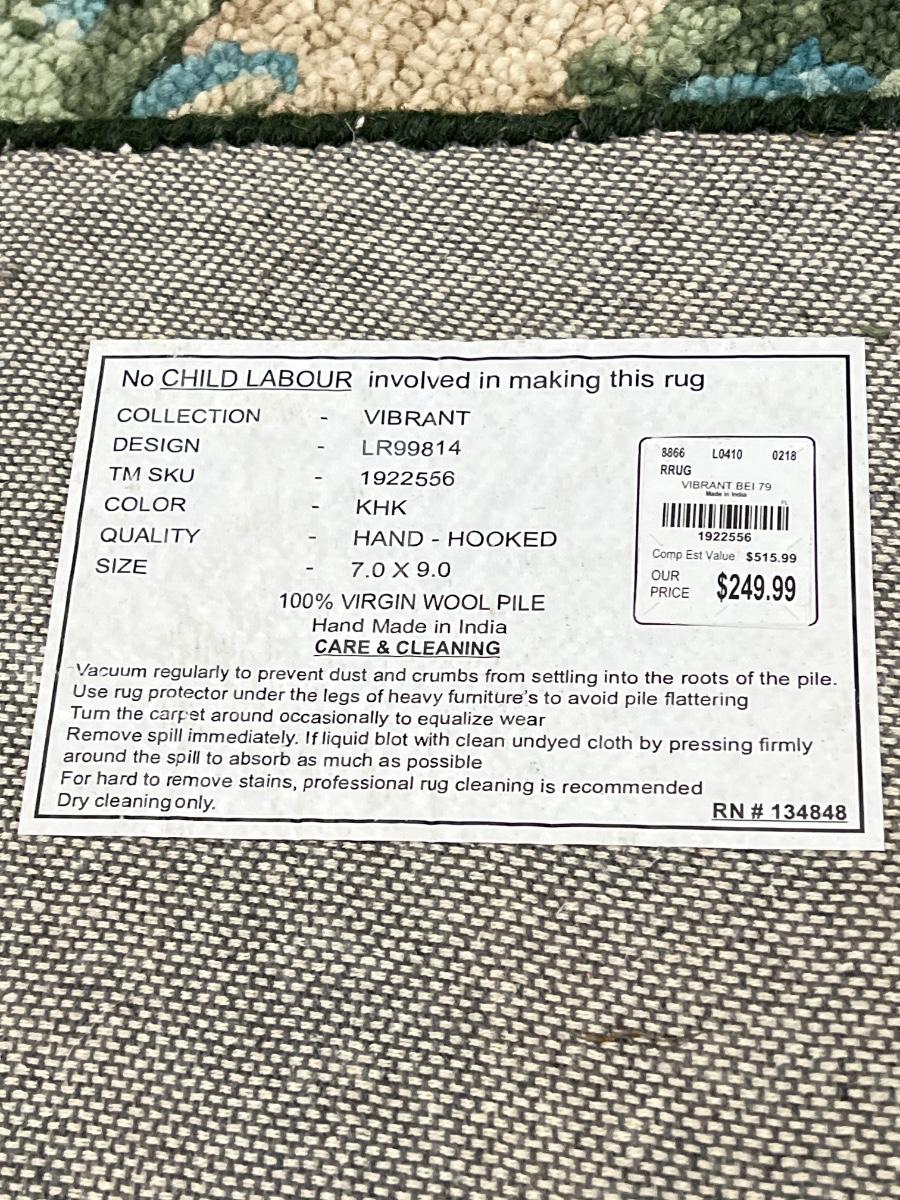 No CHILD LABOUR involved in making this rug
COLLECTION - VIBRANT
DESIGN - LR99814
TM SKU - 1922556
COLOR - KHK
QUALITY - HAND - HOOKED
SIZE - 7.0 X 9.0
8866 L0410 0218
RRUG
VIBRANT BEI 79
Made in India
1922556
Comp Est Value $515.99
OUR
PRICE $249.99
100% VIRGIN WOOL PILE
Hand Made in India
CARE & CLEANING
Vacuum regularly to prevent dust and crumbs from settling into the roots of the pile.
Use rug protector under the legs of heavy furniture's to avoid pile flattering
Turn the carpet around occasionally to equalize wear
Remove spill immediately. If liquid blot with clean undyed cloth by pressing firmly
around the spill to absorb as much as possible
For hard to remove stains, professional rug cleaning is recommended
Dry cleaning only.
RN # 134848